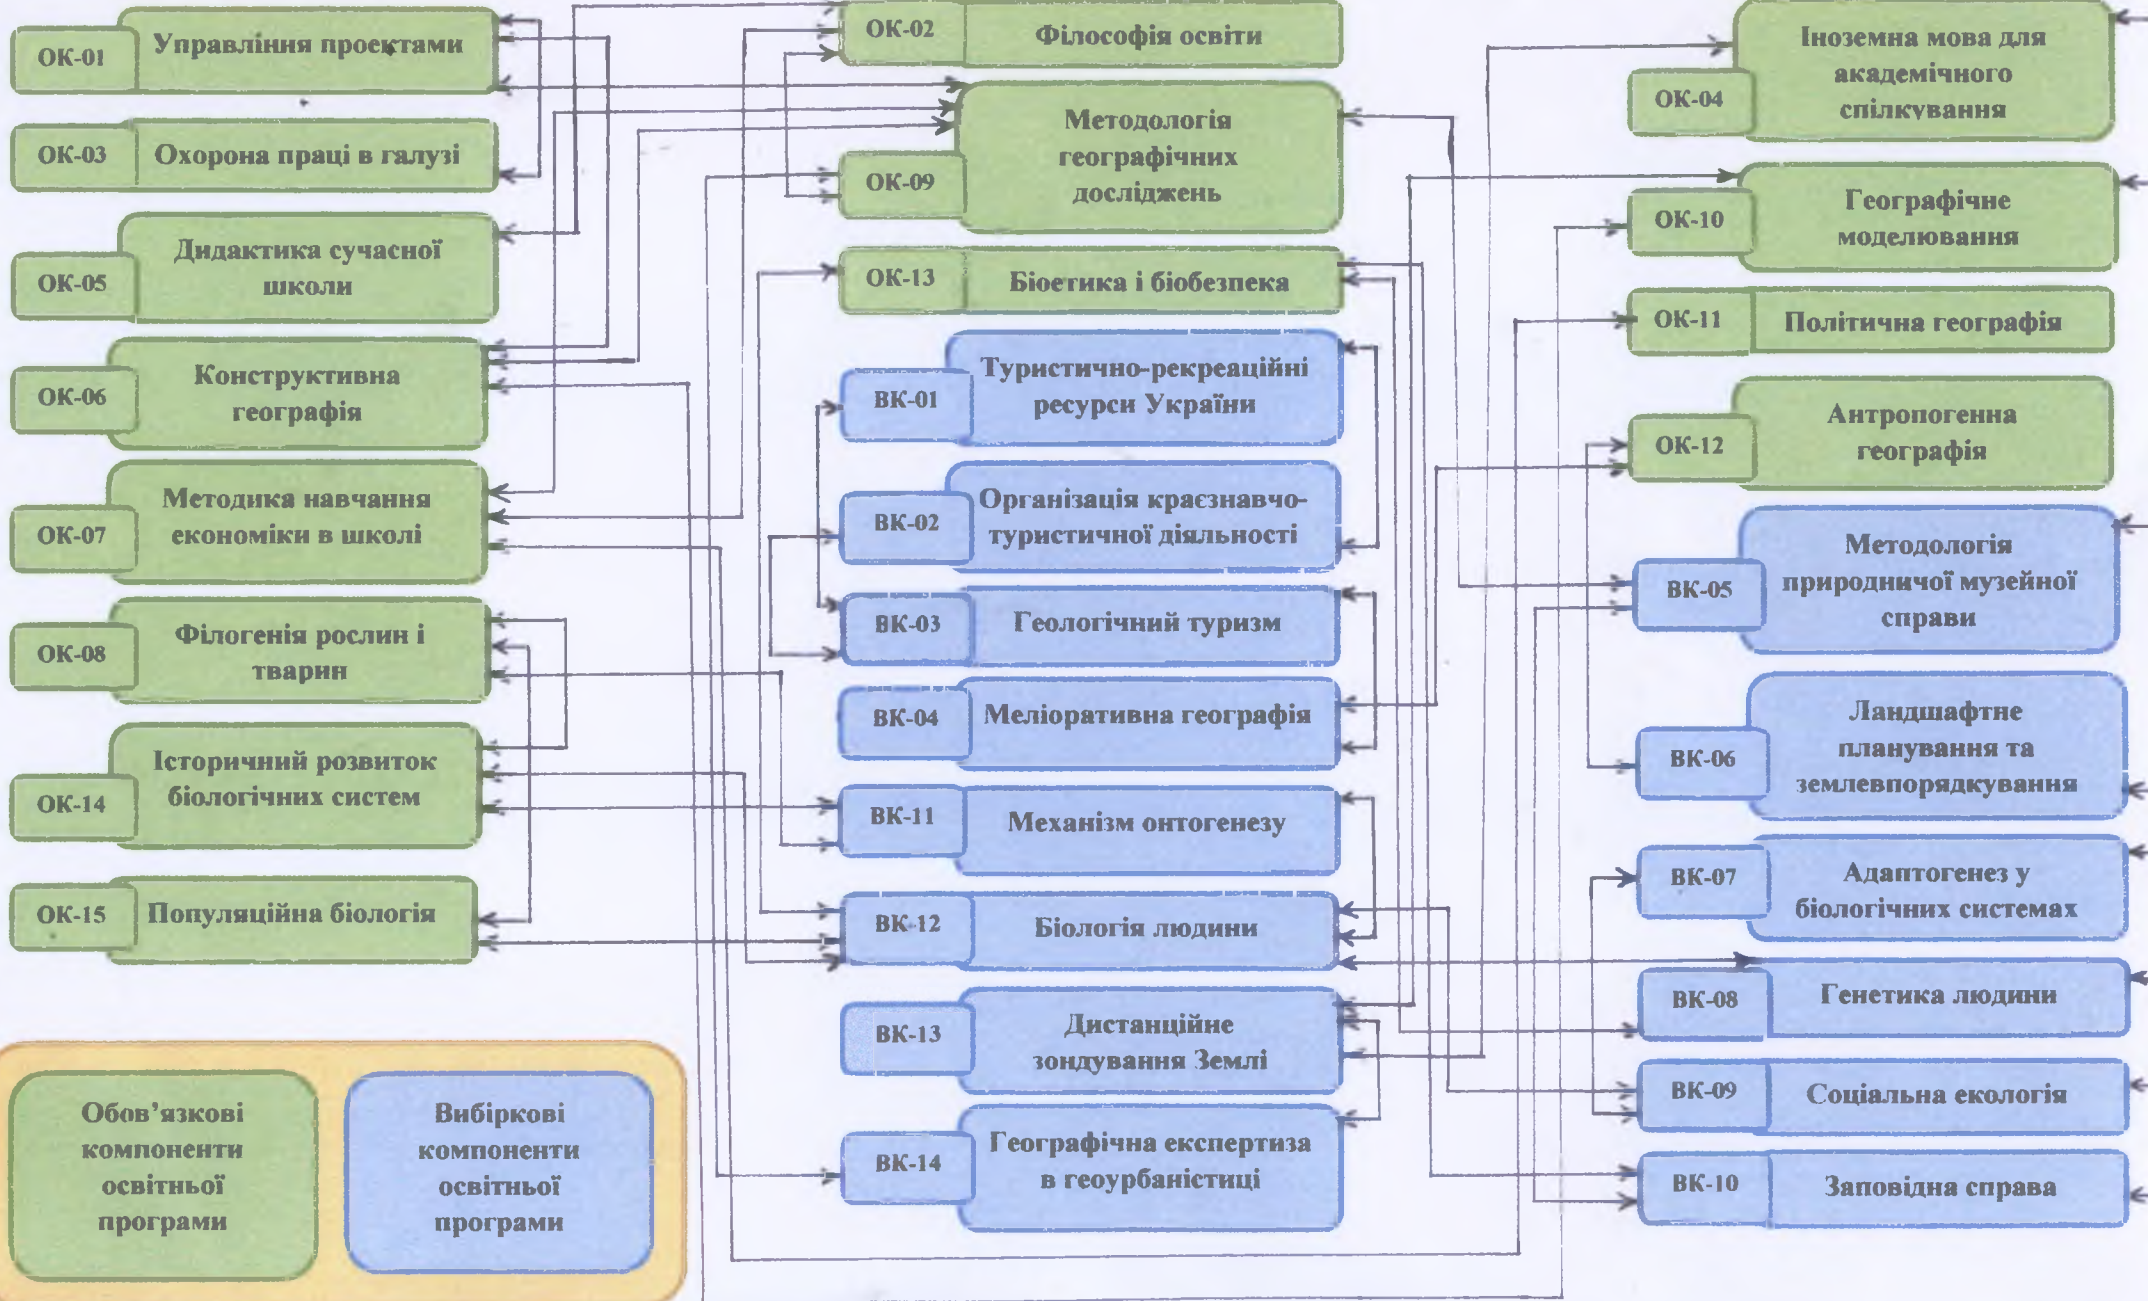 ОК-01
Управління проектами
ОК-03
Охорона праці в галузі
ОК-05
Дидактика сучасної
школи
ОК-06
Конструктивна
географія
ОК-07
Методика навчання
економіки в школі
ОК-08
Філогенія рослин і
тварин
ОК-14
Історичний розвиток
біологічних систем
ОК-15
Популяційна біологія
Обов’язкові
компоненти
освітньої
програми
Вибіркові
компоненти
освітньої
програми
ОК-02
Філософія освіти
ОК-09
Методологія
географічних
досліджень
ОК-13
Біоетика і біобезпека
ВК-01
Туристично-рекреаційні
ресурси України
ВК-02
Організація краєзнавчо-
туристичної діяльності
ВК-03
Геологічний туризм
ВК-04
Меліоративна географія
ВК-11
Механізм онтогенезу
ВК-12
Біологія людини
ВК-13
Дистанційне
зондування Землі
ВК-14
Географічна експертиза
в геоурбаністиці
ОК-04
Іноземна мова для
академічного
спілкування
ОК-10
Географічне
моделювання
ОК-11
Політична географія
ОК-12
Антропогенна
географія
ВК-05
Методологія
природничої музейної
справи
ВК-06
Ландшафтне
планування та
землевпорядкування
ВК-07
Адаптогенез у
біологічних системах
ВК-08
Генетика людини
ВК-09
Соціальна екологія
ВК-10
Заповідна справа